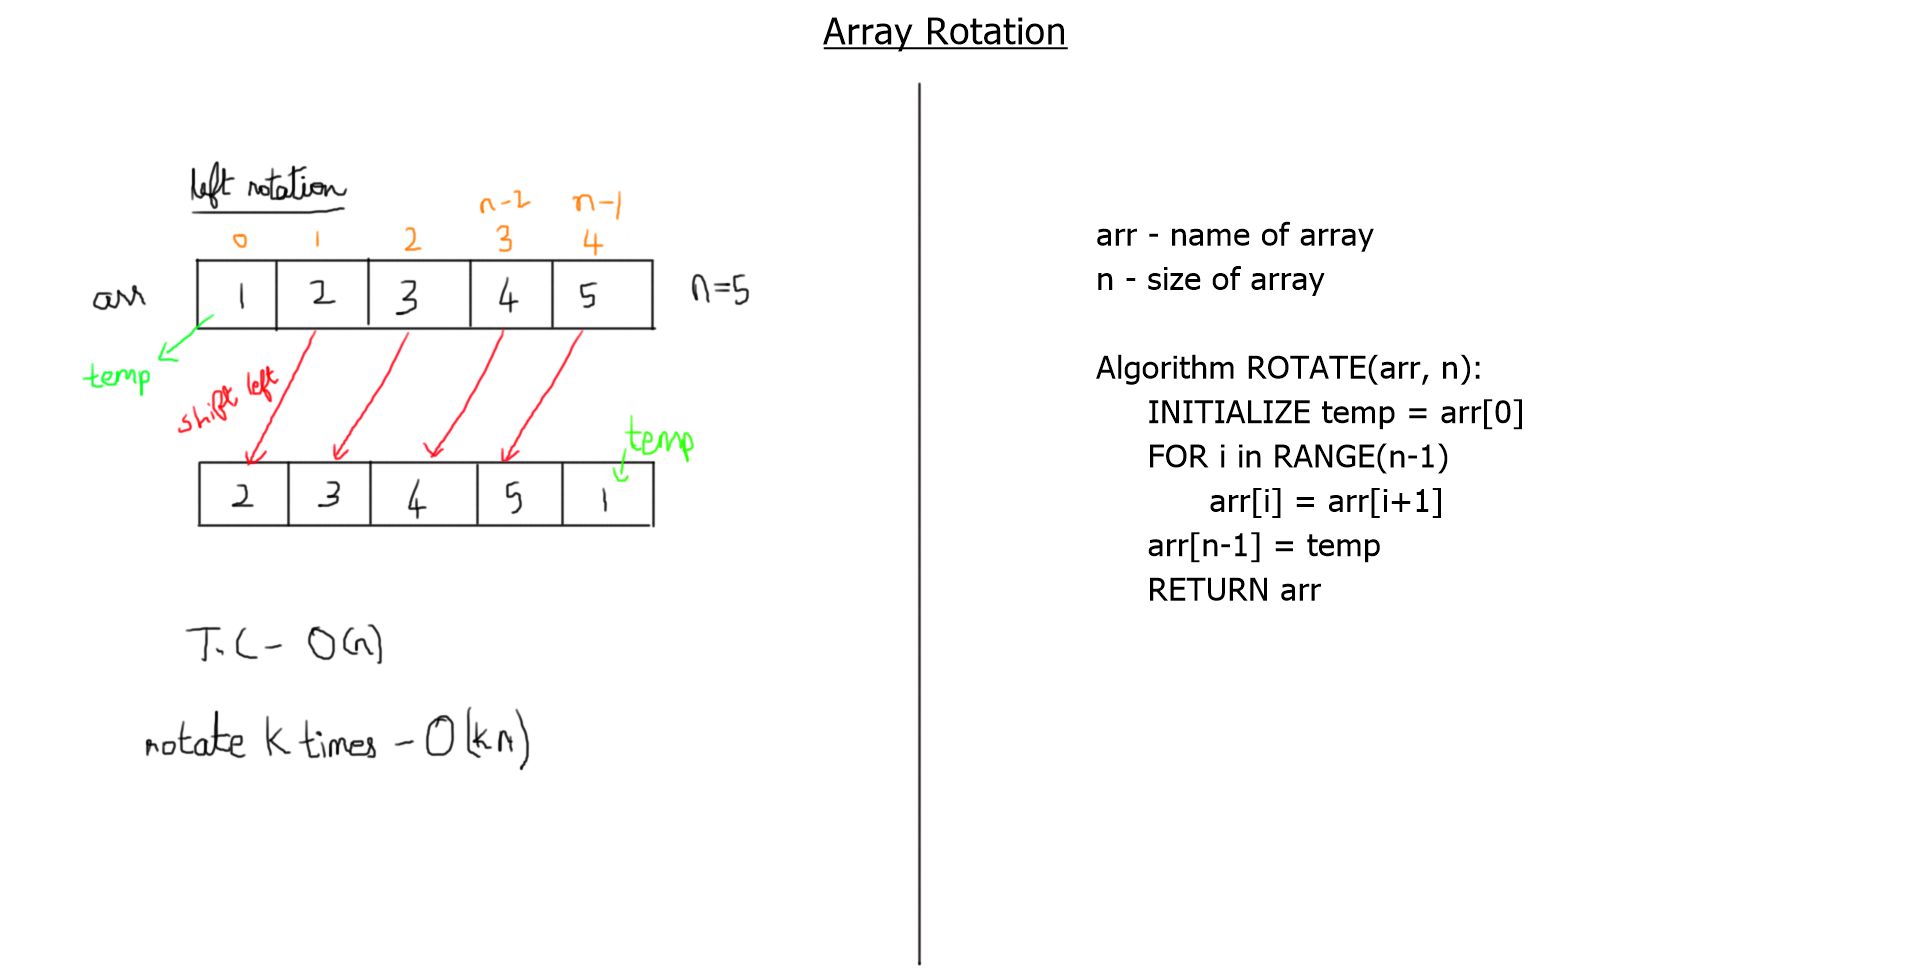 Array Rotation
left rotation
n-2 n-1
0 1 2 3 4
arr 1 2 3 4 5 n=5
temp
shift left
temp
2 3 4 5 1
T.C - O(n)
rotate k times - O(kn)
arr - name of array
n - size of array
Algorithm ROTATE(arr, n):
INITIALIZE temp = arr[0]
FOR i in RANGE(n-1)
arr[i] = arr[i+1]
arr[n-1] = temp
RETURN arr